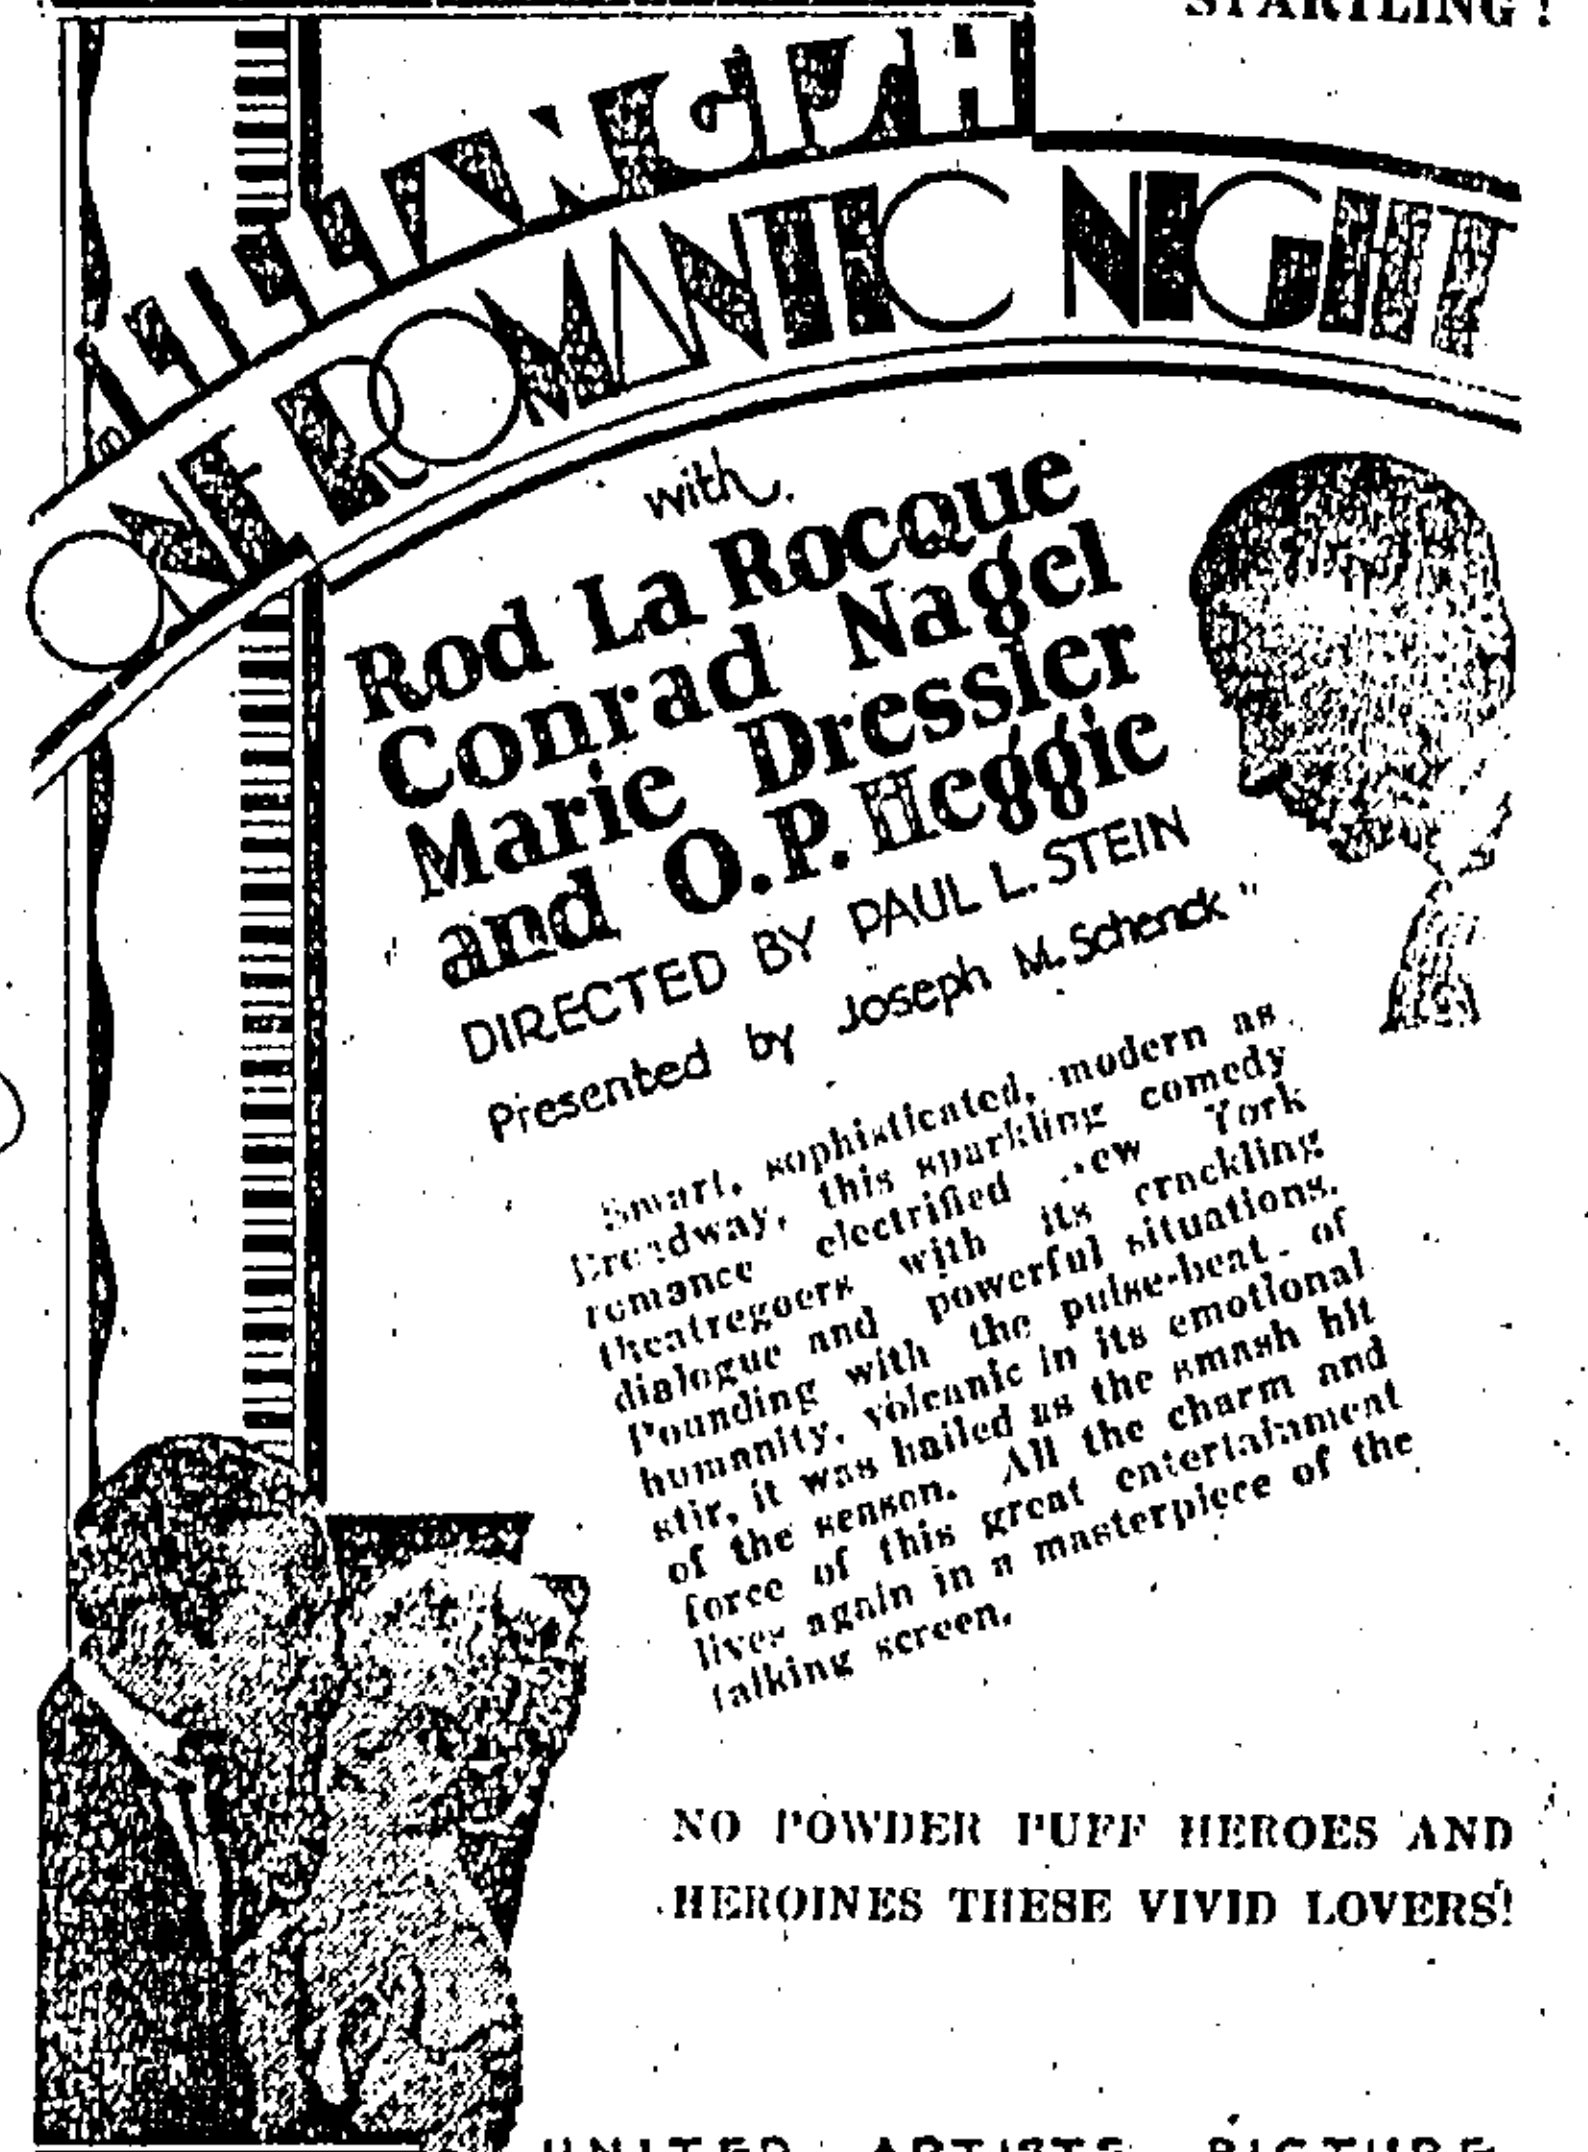 STARTLING!
LILLIAN GISH
ONE ROMANTIC NIGHT
with
Rod La Rocque
Conrad Nagel
Marie Dressler
and O.P. Heggie
DIRECTED BY PAUL L. STEIN
Presented by Joseph M. Schenck
Smart, sophisticated, modern as
Broadway, this sparkling comedy
romance electrified New York
theatregoers with its crackling
dialogue and powerful situations.
Pounding with the pulse-beat of
humanity, volcanic in its emotional
stir, it was hailed as the smash hit
of the season. All the charm and
force of this great entertainment
lives again in a masterpiece of the
talking screen.
NO POWDER PUFF HEROES AND
HEROINES THESE VIVID LOVERS!
UNITED ARTISTS PICTURE